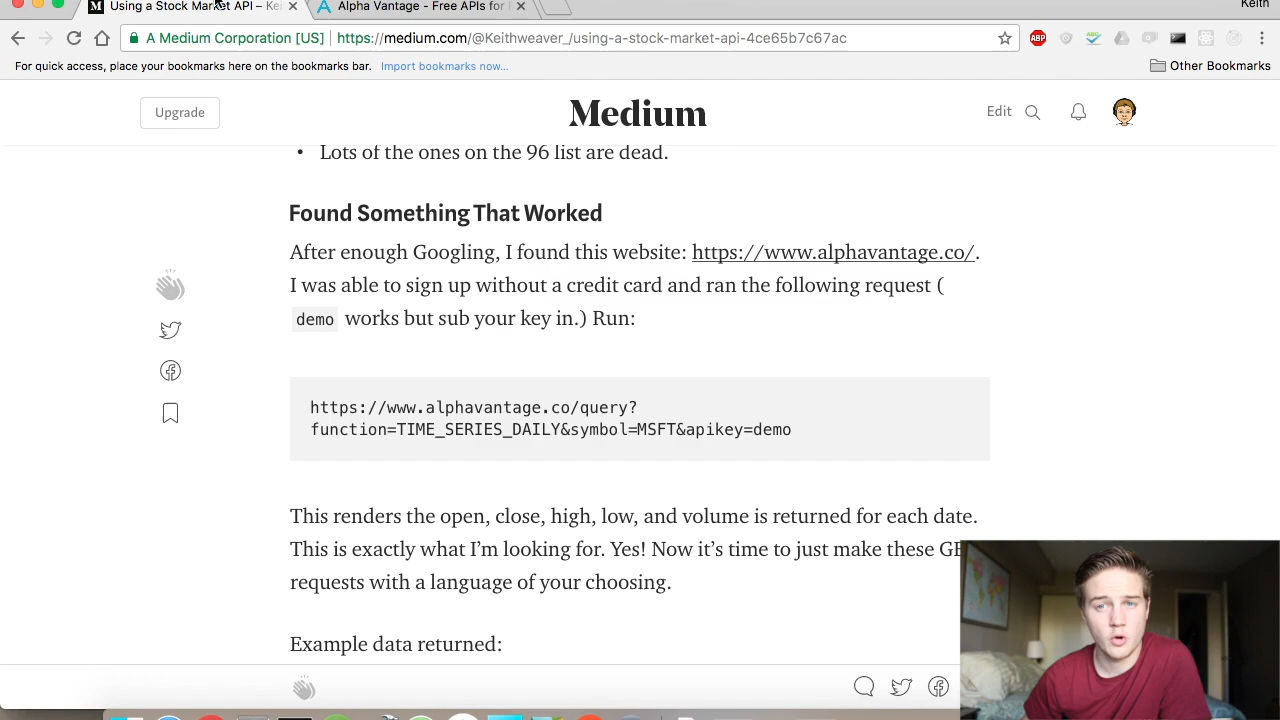 Using a Stock Market API – Kei
Alpha Vantage - Free APIs for
Keith
A Medium Corporation [US]
https://medium.com/@Keithweaver_/using-a-stock-market-api-4ce65b7c67ac
ABP
For quick access, place your bookmarks here on the bookmars bar. Import bookmarks now...
Other Bookmarks
Upgrade
Medium
Edit
• Lots of the ones on the 96 list are dead.
Found Something That Worked
After enough Googling, I found this website: https://www.alphavantage.co/.
I was able to sign up without a credit card and ran the following request (
demo works but sub your key in.) Run:
https://www.alphavantage.co/query?
function=TIME_SERIES_DAILY&symbol=MSFT&apikey=demo
This renders the open, close, high, low, and volume is returned for each date.
This is exactly what I'm looking for. Yes! Now it's time to just make these GE
requests with a language of your choosing.
Example data returned: